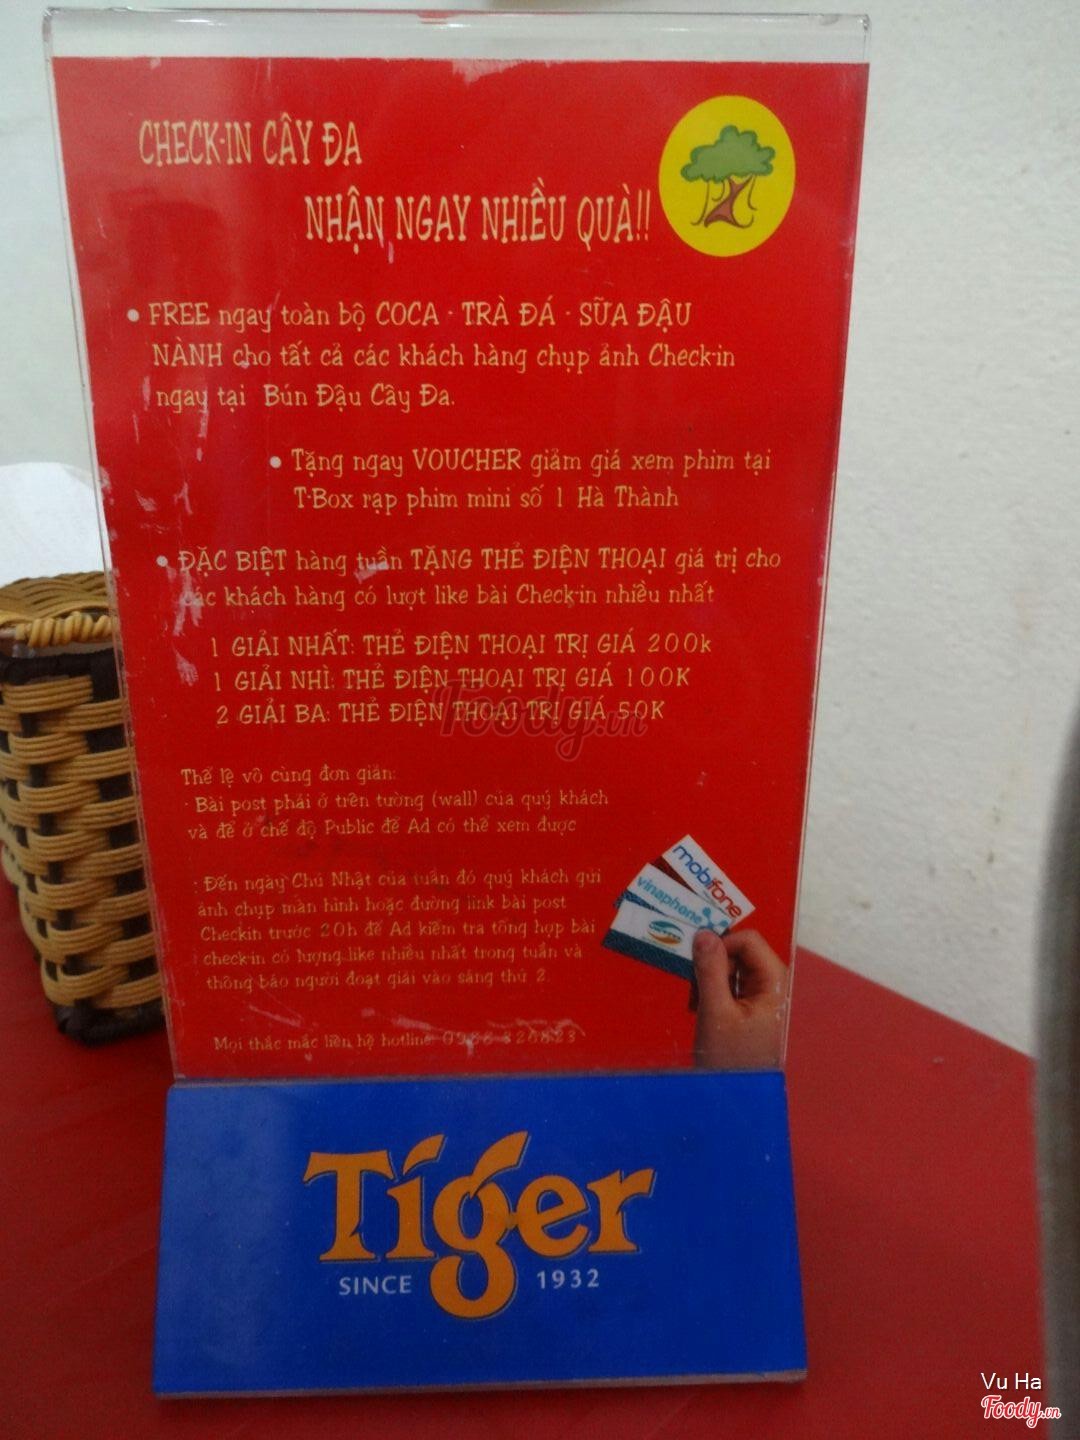 CHECK-IN CÂY ĐA
NHẬN NGAY NHIỀU QUÀ!!
• FREE ngay toàn bộ COCA - TRÀ ĐÁ - SỮA ĐẬU
NÀNH cho tất cả các khách hàng chụp ảnh Check-in
ngay tại Bún Đậu Cây Đa.
• Tặng ngay VOUCHER giảm giá xem phim tại
T-Box rạp phim mini số 1 Hà Thành
• ĐẶC BIỆT hàng tuần TẶNG THẺ ĐIỆN THOẠI giá trị cho
các khách hàng có lượt like bài Check-in nhiều nhất
1 GIẢI NHẤT: THẺ ĐIỆN THOẠI TRỊ GIÁ 200k
1 GIẢI NHÌ: THẺ ĐIỆN THOẠI TRỊ GIÁ 100K
2 GIẢI BA: THẺ ĐIỆN THOẠI TRỊ GIÁ 50K
Foody.vn
Thể lệ vô cùng đơn giản:
- Bài post phải ở trên tường (wall) của quý khách
và để ở chế độ Public để Ad có thể xem được
: Đến ngày Chủ Nhật của tuần đó quý khách gửi
ảnh chụp màn hình hoặc đường link bài post
Checkin trước 20h để Ad kiểm tra tổng hợp bài
check-in có lượng like nhiều nhất trong tuần và
thông báo người đoạt giải vào sáng thứ 2.
mobifone
vinaphone
Mọi thắc mắc liên hệ hotline:
Tiger
SINCE 1932
Vu Ha
Foody.vn